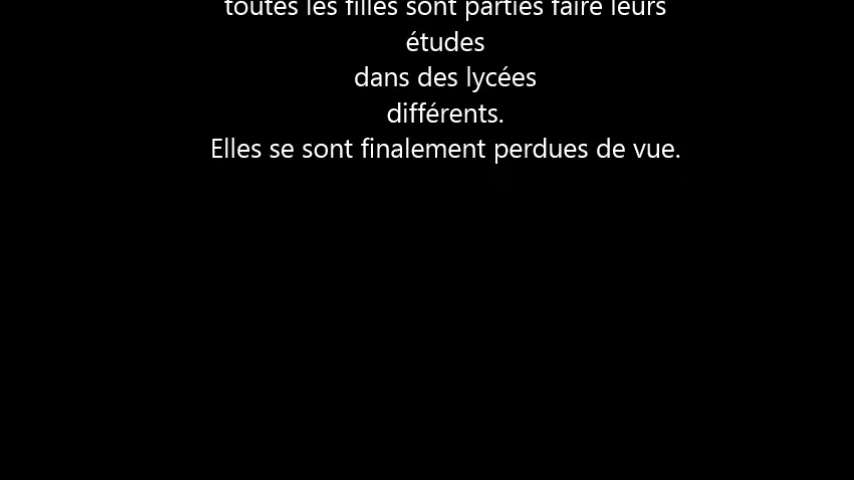 toutes les filles sont parties faire leurs
études
dans des lycées
différents.
Elles se sont finalement perdues de vue.